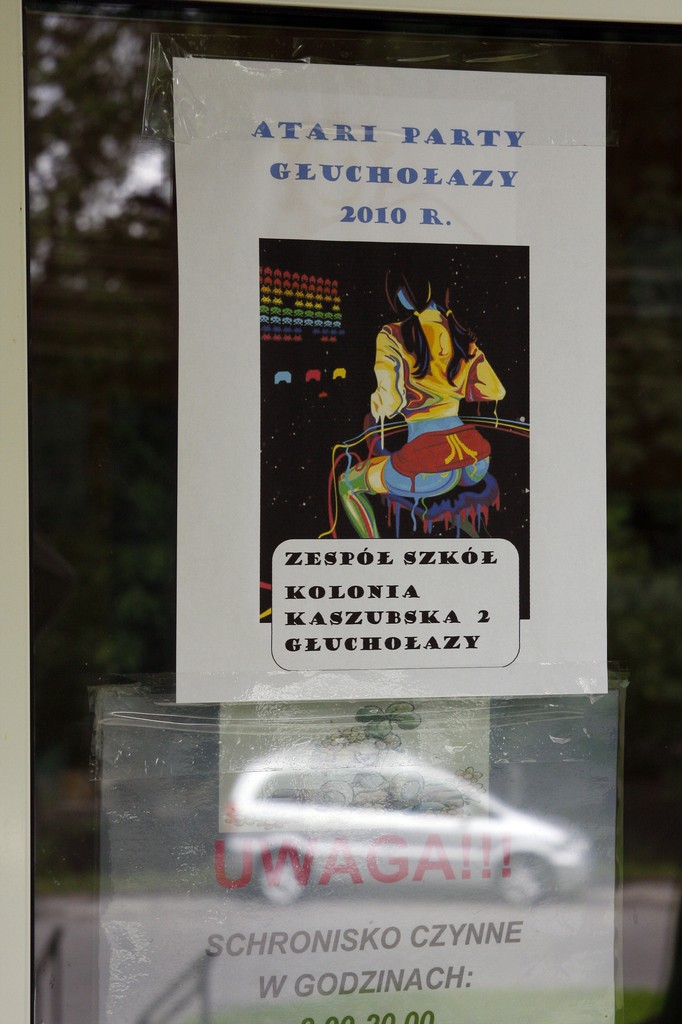 ATARI PARTY
GŁUCHOŁAZY
2010 R.
ZESPÓŁ SZKÓŁ
KOLONIA
KASZUBSKA 2
GŁUCHOŁAZY
UWAGA!!!
SCHRONISKO CZYNNE
W GODZINACH: